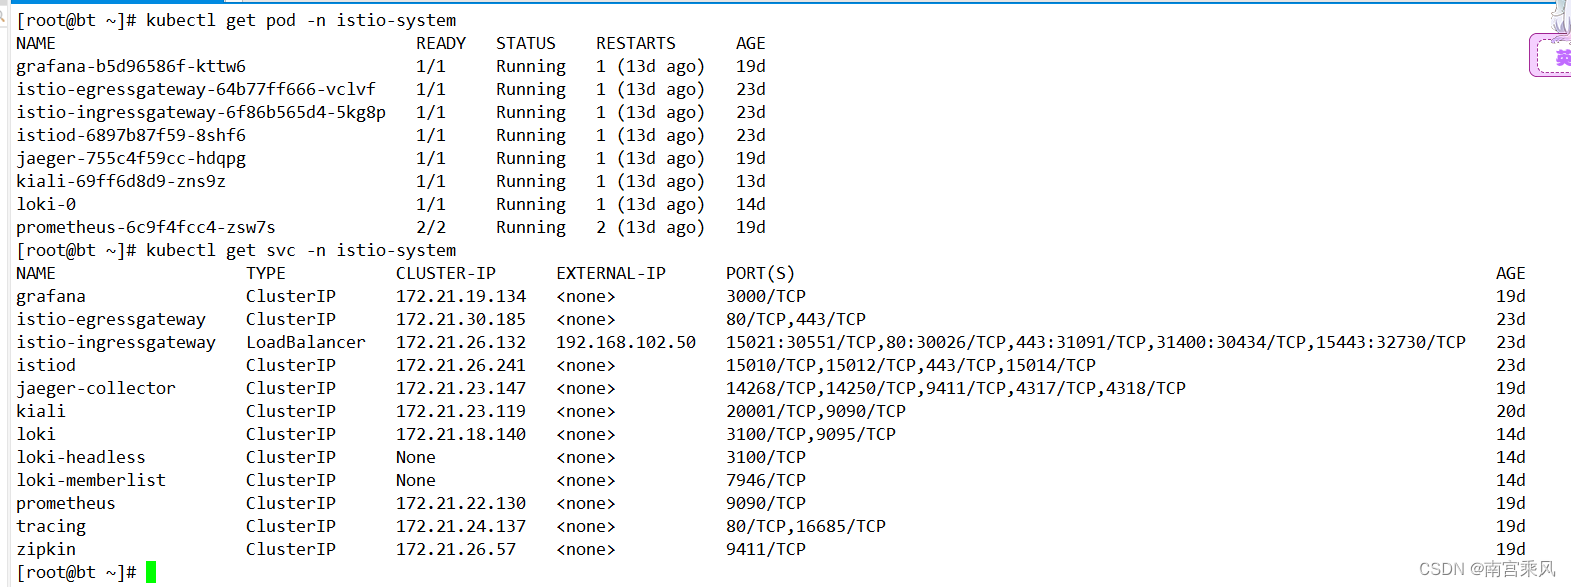 [root@bt ~]# kubectl get pod -n istio-system
NAME READY STATUS RESTARTS AGE
grafana-b5d96586f-kttw6 1/1 Running 1 (13d ago) 19d
istio-egressgateway-64b77ff666-vclvf 1/1 Running 1 (13d ago) 23d
istio-ingressgateway-6f86b565d4-5kg8p 1/1 Running 1 (13d ago) 23d
istiod-6897b87f59-8shf6 1/1 Running 1 (13d ago) 23d
jaeger-755c4f59cc-hdqpg 1/1 Running 1 (13d ago) 19d
kiali-69ff6d8d9-zns9z 1/1 Running 1 (13d ago) 13d
loki-0 1/1 Running 1 (13d ago) 14d
prometheus-6c9f4fcc4-zsw7s 2/2 Running 2 (13d ago) 19d
[root@bt ~]# kubectl get svc -n istio-system
NAME TYPE CLUSTER-IP EXTERNAL-IP PORT(S) AGE
grafana ClusterIP 172.21.19.134 <none> 3000/TCP 19d
istio-egressgateway ClusterIP 172.21.30.185 <none> 80/TCP,443/TCP 23d
istio-ingressgateway LoadBalancer 172.21.26.132 192.168.102.50 15021:30551/TCP,80:30026/TCP,443:31091/TCP,31400:30434/TCP,15443:32730/TCP 23d
istiod ClusterIP 172.21.26.241 <none> 15010/TCP,15012/TCP,443/TCP,15014/TCP 23d
jaeger-collector ClusterIP 172.21.23.147 <none> 14268/TCP,14250/TCP,9411/TCP,4317/TCP,4318/TCP 19d
kiali ClusterIP 172.21.23.119 <none> 20001/TCP,9090/TCP 20d
loki ClusterIP 172.21.18.140 <none> 3100/TCP,9095/TCP 14d
loki-headless ClusterIP None <none> 3100/TCP 14d
loki-memberlist ClusterIP None <none> 7946/TCP 14d
prometheus ClusterIP 172.21.22.130 <none> 9090/TCP 19d
tracing ClusterIP 172.21.24.137 <none> 80/TCP,16685/TCP 19d
zipkin ClusterIP 172.21.26.57 <none> 9411/TCP 19d
[root@bt ~]#
英
CSDN @南宫乘风